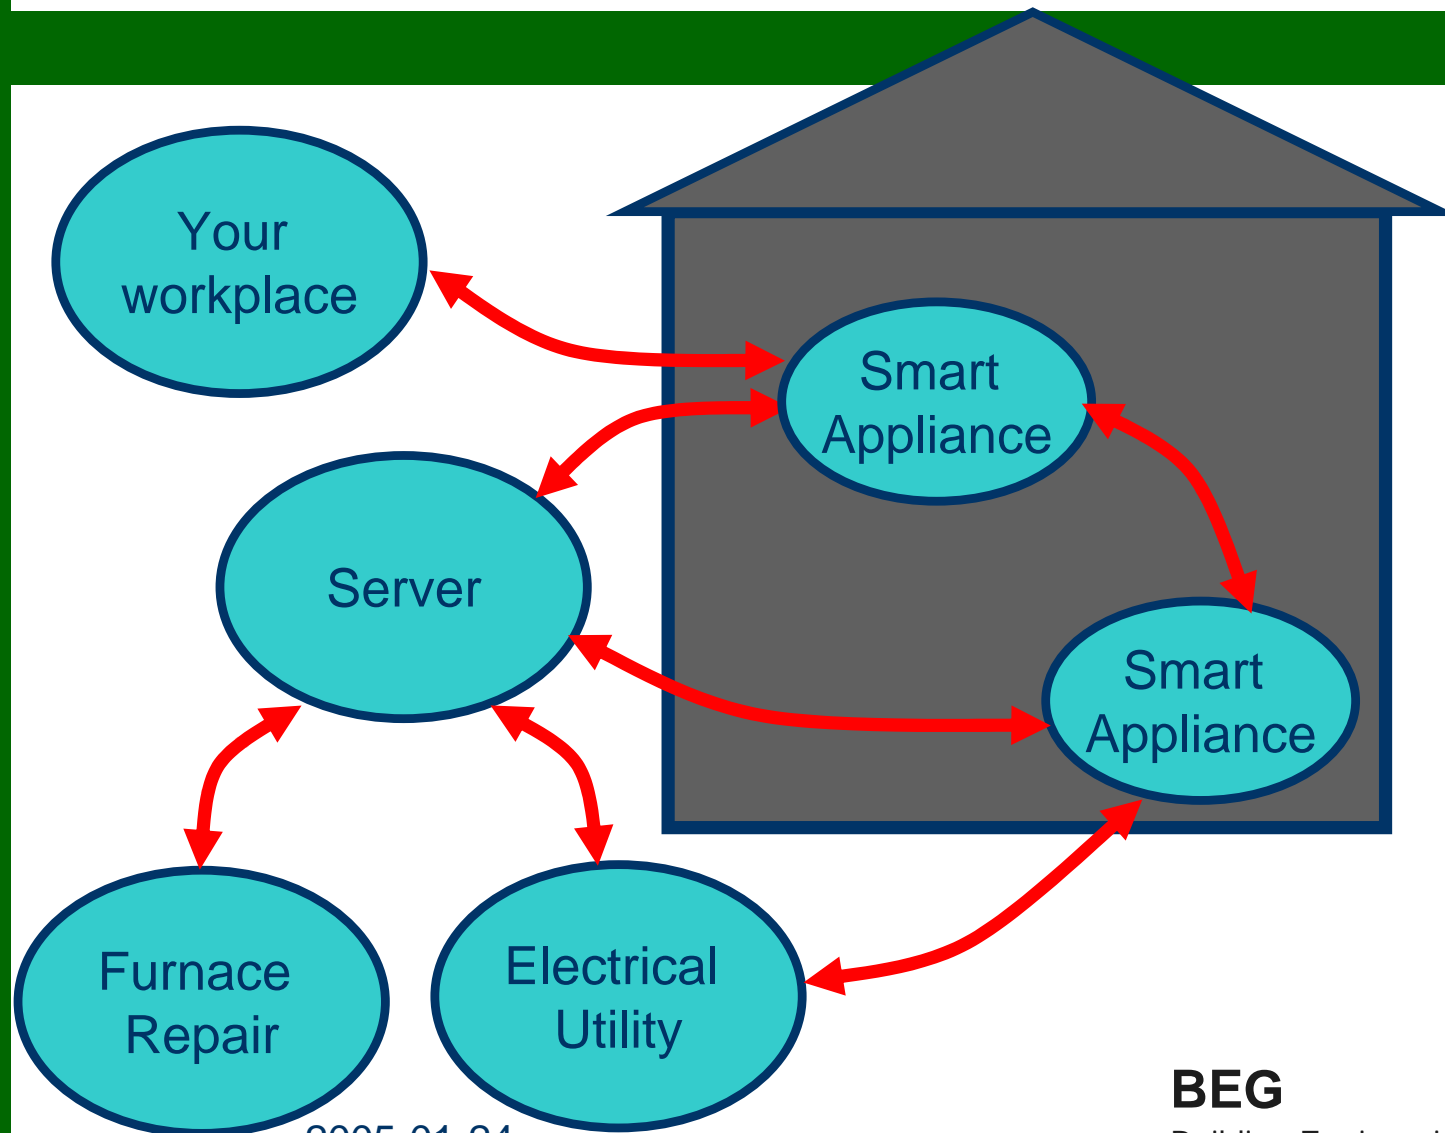 Your
workplace
Smart
Appliance
Server
Smart
Appliance
Furnace
Repair
Electrical
Utility
BEG